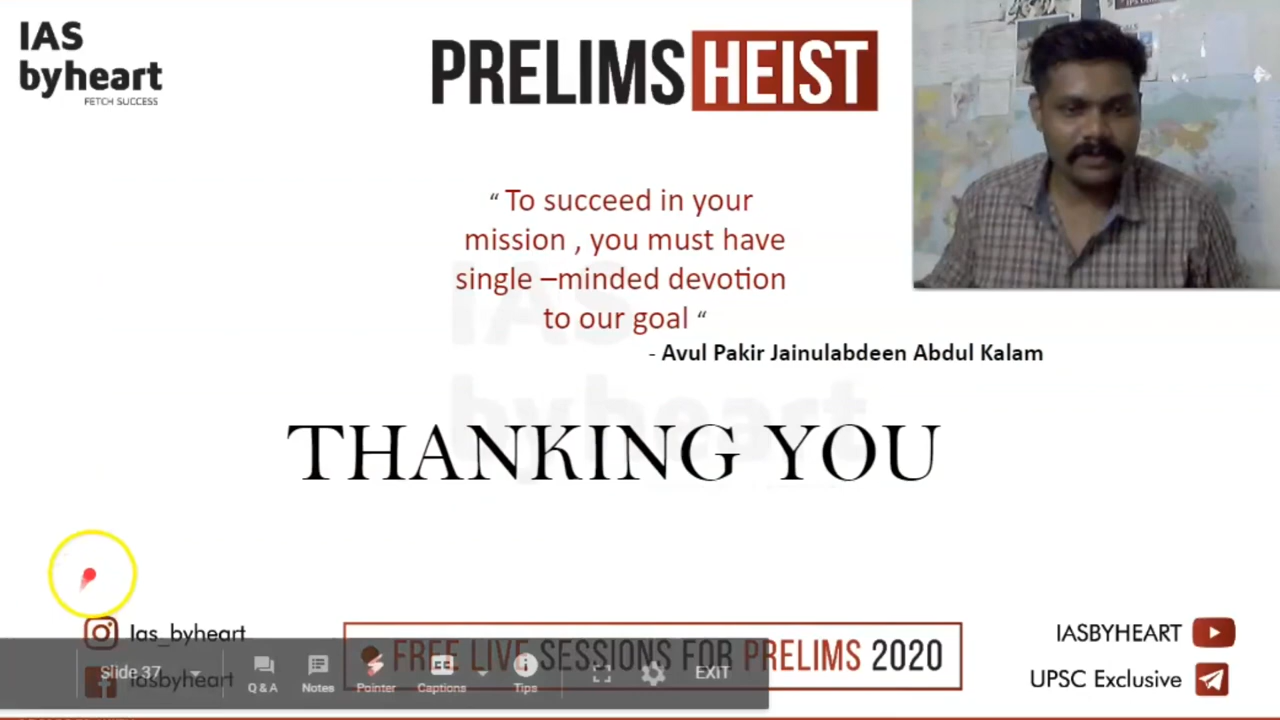 IAS
byheart
FETCH SUCCESS
PRELIMS HEIST
“ To succeed in your
mission , you must have
single –minded devotion
to our goal “
- Avul Pakir Jainulabdeen Abdul Kalam
IAS
byheart
THANKING YOU
Ias_byheart
iasbyheart
FREE LIVE SESSIONS FOR PRELIMS 2020
IASBYHEART
UPSC Exclusive
Slide 37
Q & A
Notes
Pointer
Captions
Tips
EXIT